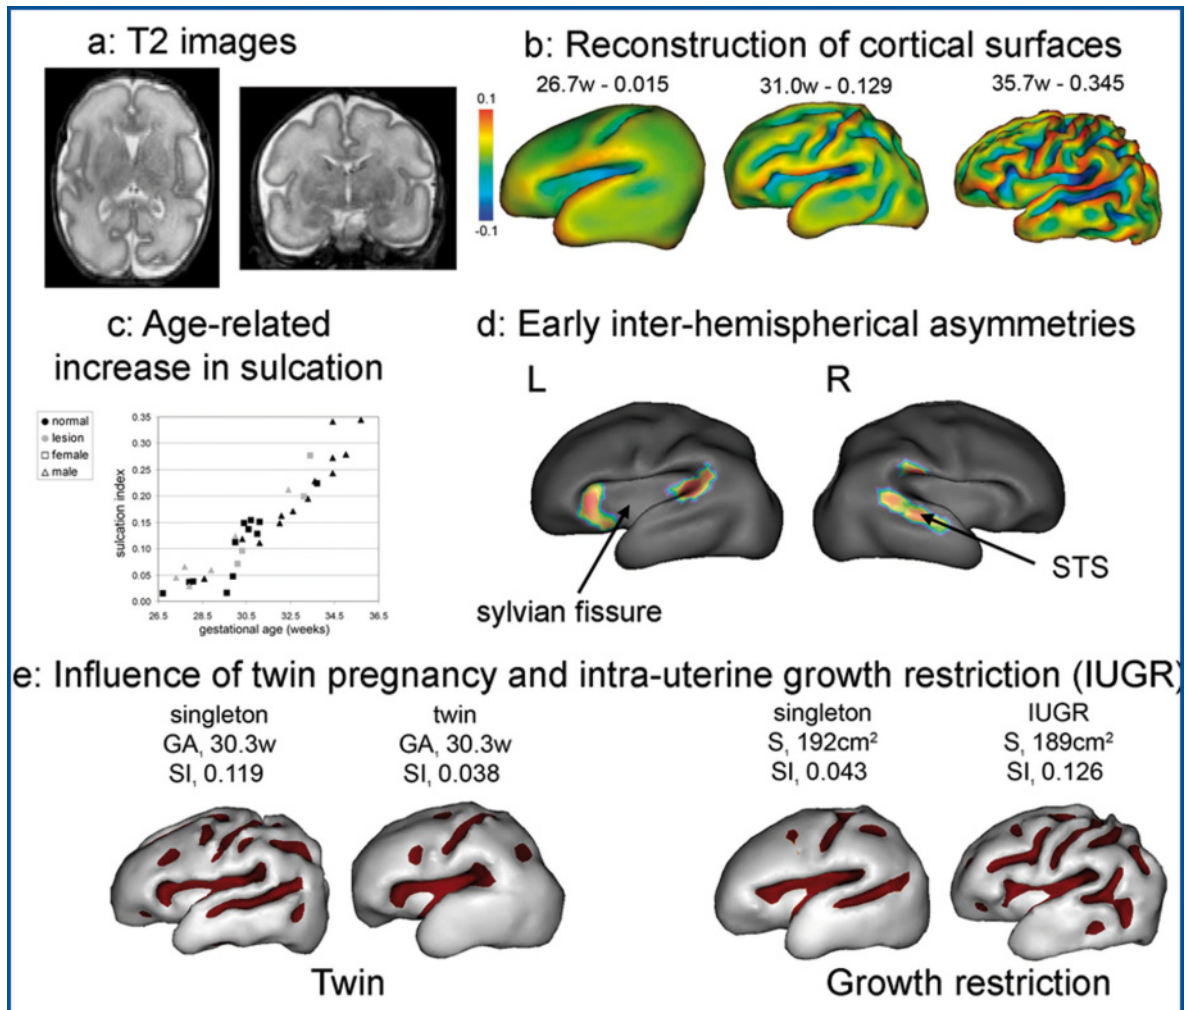 a: T2 images
b: Reconstruction of cortical surfaces
26.7w - 0.015
31.0w - 0.129
35.7w - 0.345
0.1
-0.1
c: Age-related
increase in sulcation
normal
lesion
female
male
sulcation index
0.35
0.30
0.25
0.20
0.15
0.10
0.05
0.00
26.5 28.5 30.5 32.5 34.5 36.5
gestational age (weeks)
d: Early inter-hemispherical asymmetries
L
R
sylvian fissure
STS
e: Influence of twin pregnancy and intra-uterine growth restriction (IUGR)
singleton
GA, 30.3w
SI, 0.119
twin
GA, 30.3w
SI, 0.038
singleton
S, 192cm²
SI, 0.043
IUGR
S, 189cm²
SI, 0.126
Twin
Growth restriction